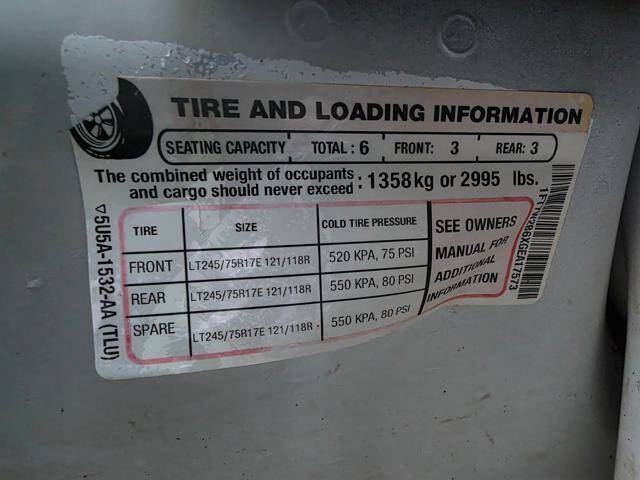 TIRE AND LOADING INFORMATION
SEATING CAPACITY TOTAL: 6 FRONT: 3 REAR: 3
The combined weight of occupants
and cargo should never exceed : 1358kg or 2995 lbs.
TIRE SIZE COLD TIRE PRESSURE
FRONT LT245/75R17E 121/118R 520 KPA, 75 PSI
REAR LT245/75R17E 121/118R 550 KPA, 80 PSI
SPARE LT245/75R17E 121/118R 550 KPA, 80 PSI
SEE OWNERS
MANUAL FOR
ADDITIONAL
INFORMATION
5U5A-1532-AA (TLU)